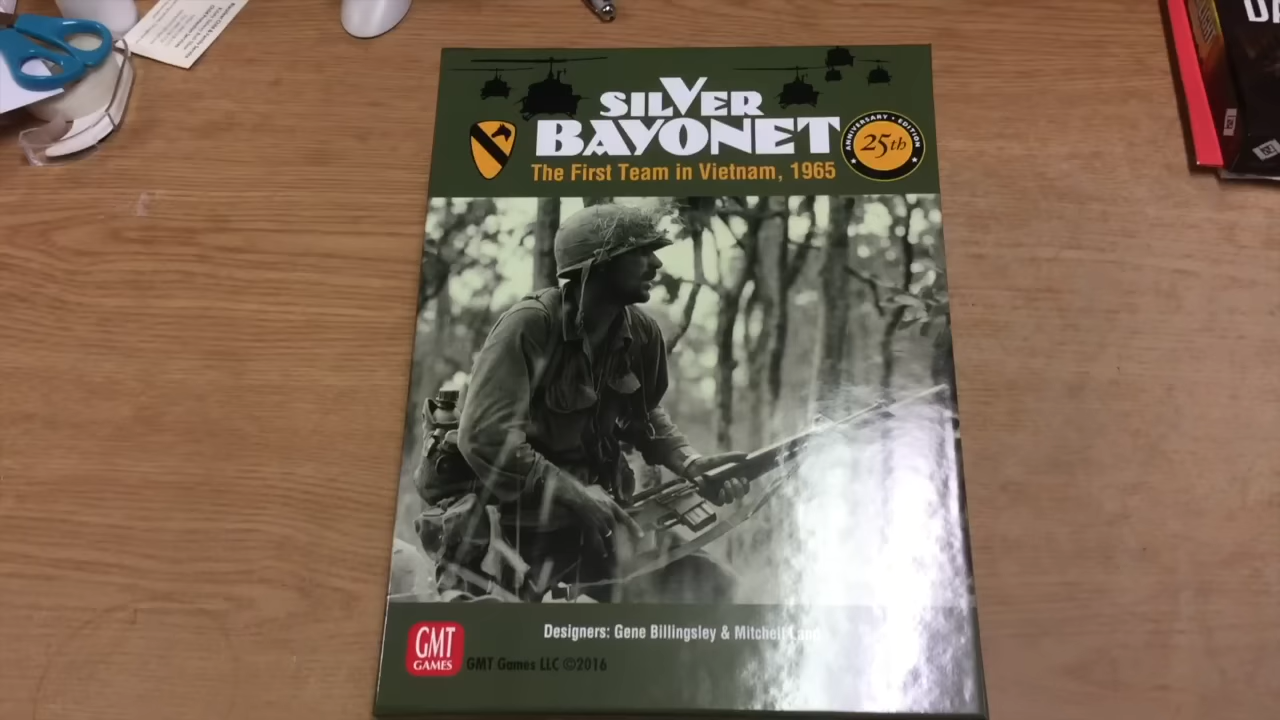 SILVER
BAYONET
The First Team in Vietnam, 1965
ANNIVERSARY • EDITION
25th
Designers: Gene Billingsley & Mitchell Land
GMT
GAMES
GMT Games LLC ©2016